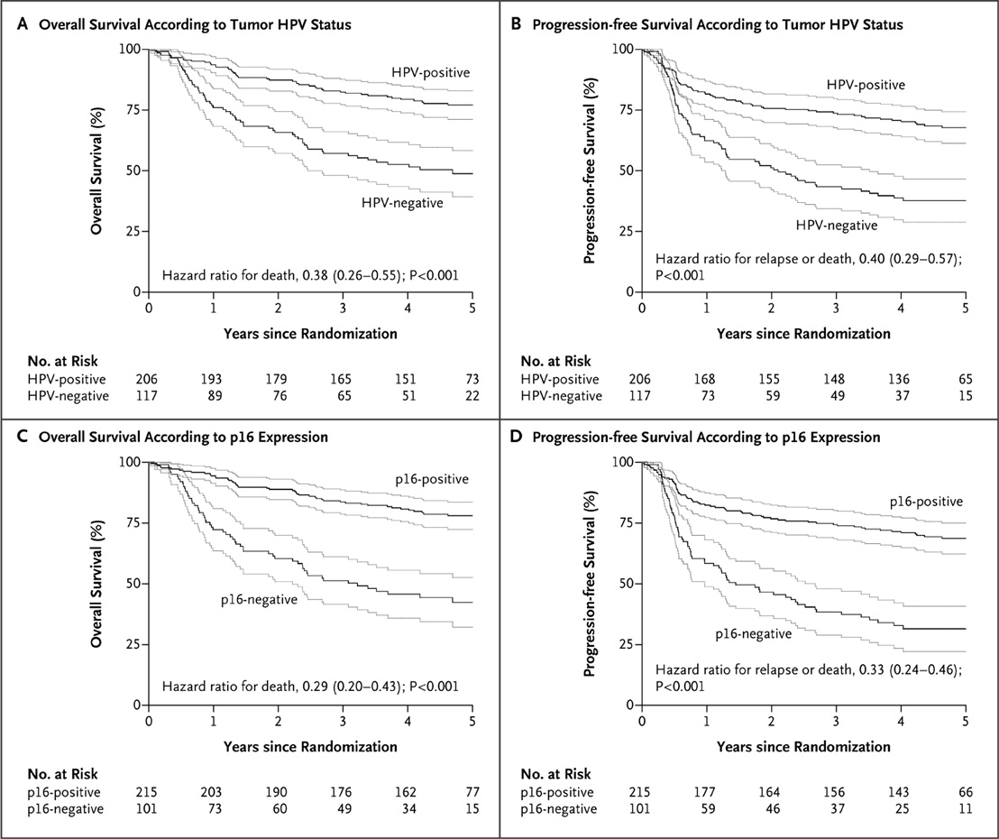 A Overall Survival According to Tumor HPV Status
100
75
50
25
0
Overall Survival (%)
HPV-positive
HPV-negative
Hazard ratio for death, 0.38 (0.26–0.55); P<0.001
0 1 2 3 4 5
Years since Randomization
No. at Risk
HPV-positive 206 193 179 165 151 73
HPV-negative 117 89 76 65 51 22
B Progression-free Survival According to Tumor HPV Status
100
75
50
25
0
Progression-free Survival (%)
HPV-positive
HPV-negative
Hazard ratio for relapse or death, 0.40 (0.29–0.57);
P<0.001
0 1 2 3 4 5
Years since Randomization
No. at Risk
HPV-positive 206 168 155 148 136 65
HPV-negative 117 73 59 49 37 15
C Overall Survival According to p16 Expression
100
75
50
25
0
Overall Survival (%)
p16-positive
p16-negative
Hazard ratio for death, 0.29 (0.20–0.43); P<0.001
0 1 2 3 4 5
Years since Randomization
No. at Risk
p16-positive 215 203 190 176 162 77
p16-negative 101 73 60 49 34 15
D Progression-free Survival According to p16 Expression
100
75
50
25
0
Progression-free Survival (%)
p16-positive
p16-negative
Hazard ratio for relapse or death, 0.33 (0.24–0.46);
P<0.001
0 1 2 3 4 5
Years since Randomization
No. at Risk
p16-positive 215 177 164 156 143 66
p16-negative 101 59 46 37 25 11